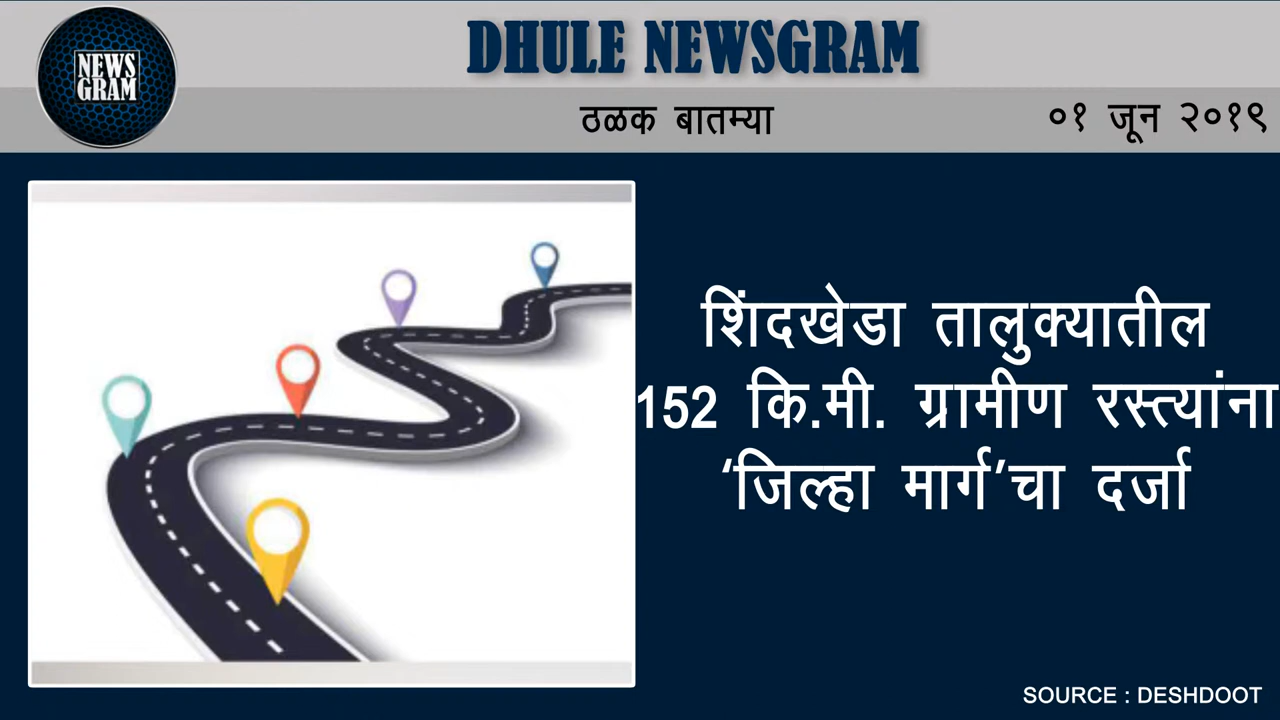 NEWS
GRAM
DHULE NEWSGRAM
ठळक बातम्या
०१ जून २०१९
शिंदखेडा तालुक्यातील
152 कि.मी. ग्रामीण रस्त्यांना
‘जिल्हा मार्ग’चा दर्जा
SOURCE : DESHDOOT